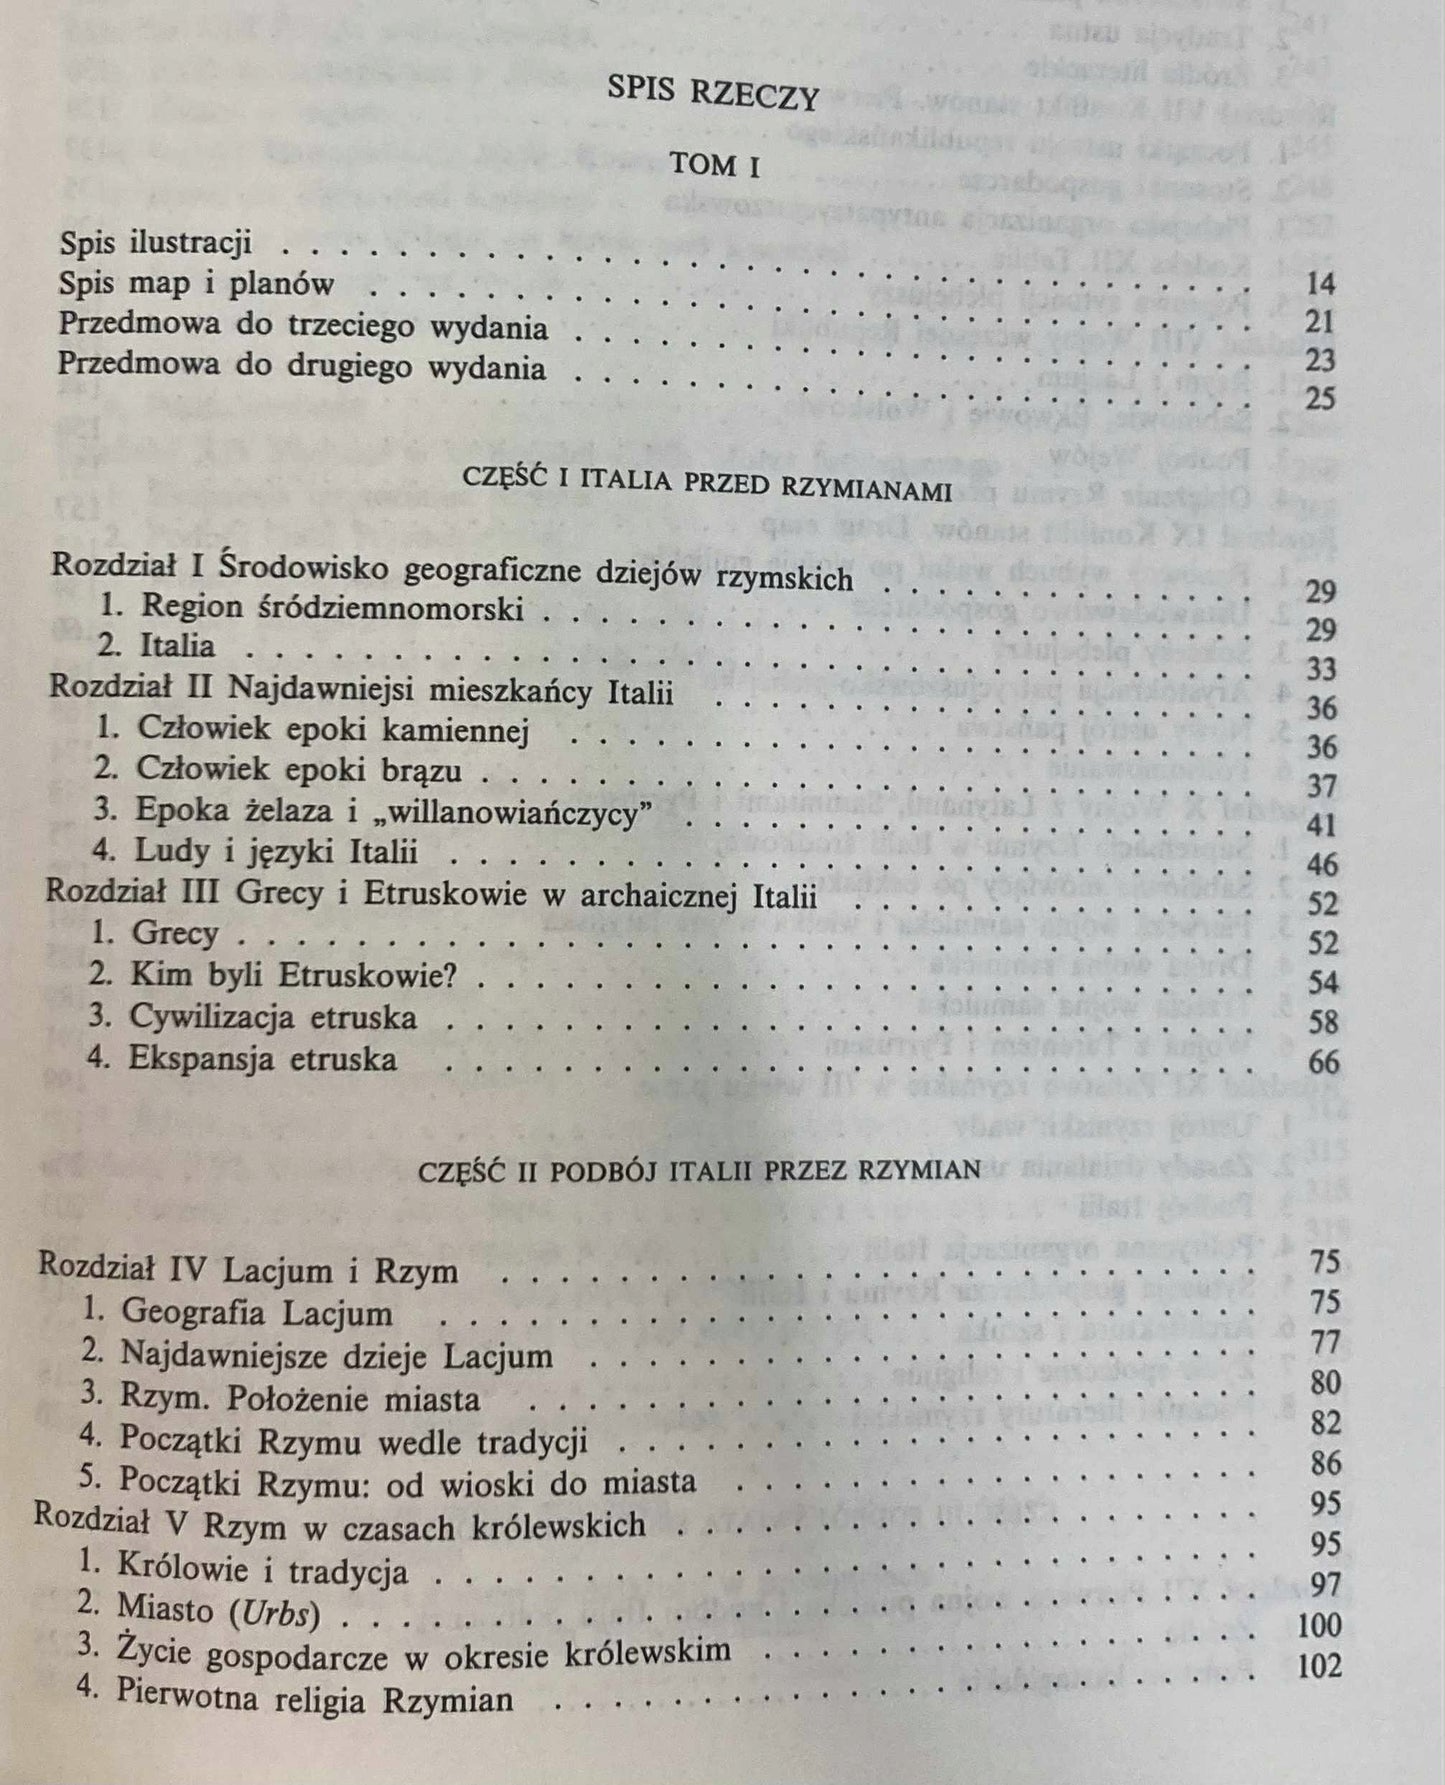 SPIS RZECZY
TOM I
Spis ilustracji . . . . . . . . . . . . . . . . . . . . . . . . . . . . . . . . . 14
Spis map i planów . . . . . . . . . . . . . . . . . . . . . . . . . . . . . . 21
Przedmowa do trzeciego wydania . . . . . . . . . . . . . . . . . . . . . . . 23
Przedmowa do drugiego wydania . . . . . . . . . . . . . . . . . . . . . . . 25
CZĘŚĆ I ITALIA PRZED RZYMIANAMI
Rozdział I Środowisko geograficzne dziejów rzymskich . . . . . . . . . . . . . 29
1. Region śródziemnomorski . . . . . . . . . . . . . . . . . . . . . . . . . 29
2. Italia . . . . . . . . . . . . . . . . . . . . . . . . . . . . . . . . . . 33
Rozdział II Najdawniejsi mieszkańcy Italii . . . . . . . . . . . . . . . . . . . 36
1. Człowiek epoki kamiennej . . . . . . . . . . . . . . . . . . . . . . . . 36
2. Człowiek epoki brązu . . . . . . . . . . . . . . . . . . . . . . . . . . . 37
3. Epoka żelaza i „willanowiańczycy” . . . . . . . . . . . . . . . . . . . . 41
4. Ludy i języki Italii . . . . . . . . . . . . . . . . . . . . . . . . . . . . 46
Rozdział III Grecy i Etruskowie w archaicznej Italii . . . . . . . . . . . . . . 52
1. Grecy . . . . . . . . . . . . . . . . . . . . . . . . . . . . . . . . . . . 52
2. Kim byli Etruskowie? . . . . . . . . . . . . . . . . . . . . . . . . . . . 54
3. Cywilizacja etruska . . . . . . . . . . . . . . . . . . . . . . . . . . . . 58
4. Ekspansja etruska . . . . . . . . . . . . . . . . . . . . . . . . . . . . 66
CZĘŚĆ II PODBÓJ ITALII PRZEZ RZYMIAN
Rozdział IV Lacjum i Rzym . . . . . . . . . . . . . . . . . . . . . . . . . . 75
1. Geografia Lacjum . . . . . . . . . . . . . . . . . . . . . . . . . . . . 75
2. Najdawniejsze dzieje Lacjum . . . . . . . . . . . . . . . . . . . . . . . 77
3. Rzym. Położenie miasta . . . . . . . . . . . . . . . . . . . . . . . . . 80
4. Początki Rzymu wedle tradycji . . . . . . . . . . . . . . . . . . . . . . 82
5. Początki Rzymu: od wioski do miasta . . . . . . . . . . . . . . . . . . 86
Rozdział V Rzym w czasach królewskich . . . . . . . . . . . . . . . . . . . . 95
1. Królowie i tradycja . . . . . . . . . . . . . . . . . . . . . . . . . . . . 95
2. Miasto (Urbs) . . . . . . . . . . . . . . . . . . . . . . . . . . . . . . . 97
3. Życie gospodarcze w okresie królewskim . . . . . . . . . . . . . . . . . 100
4. Pierwotna religia Rzymian . . . . . . . . . . . . . . . . . . . . . . . . 102